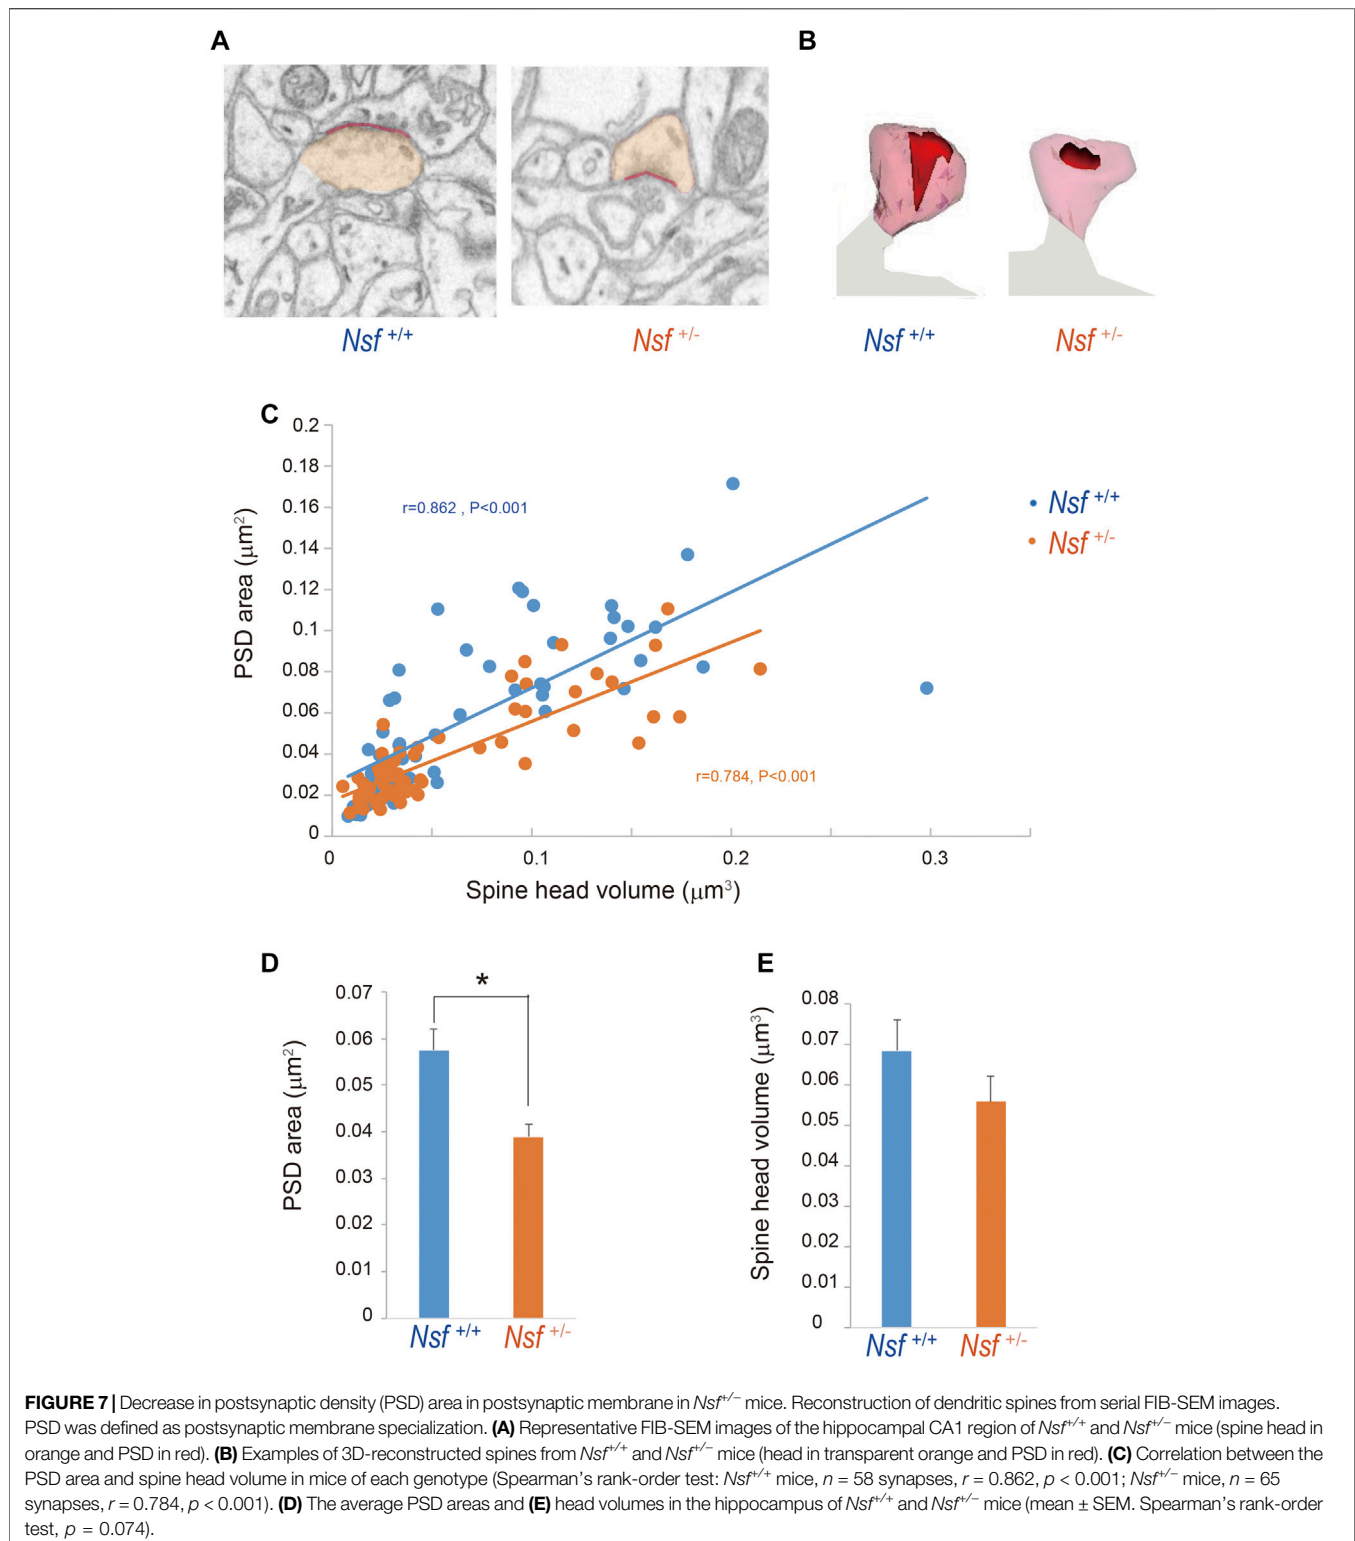 A
B
Nsf +/+
Nsf +/-
Nsf +/+
Nsf +/-
C
0.2
0.18
0.16
0.14
0.12
0.1
0.08
0.06
0.04
0.02
0
PSD area (μm²)
r=0.862 , P<0.001
r=0.784, P<0.001
Nsf +/+
Nsf +/-
0
0.1
0.2
0.3
Spine head volume (μm³)
D
*
0.07
0.06
0.05
0.04
0.03
0.02
0.01
0
PSD area (μm²)
Nsf +/+
Nsf +/-
E
0.08
0.07
0.06
0.05
0.04
0.03
0.02
0.01
0
Spine head volume (μm³)
Nsf +/+
Nsf +/-
FIGURE 7 | Decrease in postsynaptic density (PSD) area in postsynaptic membrane in Nsf+/− mice. Reconstruction of dendritic spines from serial FIB-SEM images.
PSD was defined as postsynaptic membrane specialization. (A) Representative FIB-SEM images of the hippocampal CA1 region of Nsf+/+ and Nsf+/− mice (spine head in
orange and PSD in red). (B) Examples of 3D-reconstructed spines from Nsf+/+ and Nsf+/− mice (head in transparent orange and PSD in red). (C) Correlation between the
PSD area and spine head volume in mice of each genotype (Spearman's rank-order test: Nsf+/+ mice, n = 58 synapses, r = 0.862, p < 0.001; Nsf+/− mice, n = 65
synapses, r = 0.784, p < 0.001). (D) The average PSD areas and (E) head volumes in the hippocampus of Nsf+/+ and Nsf+/− mice (mean ± SEM. Spearman's rank-order
test, p = 0.074).